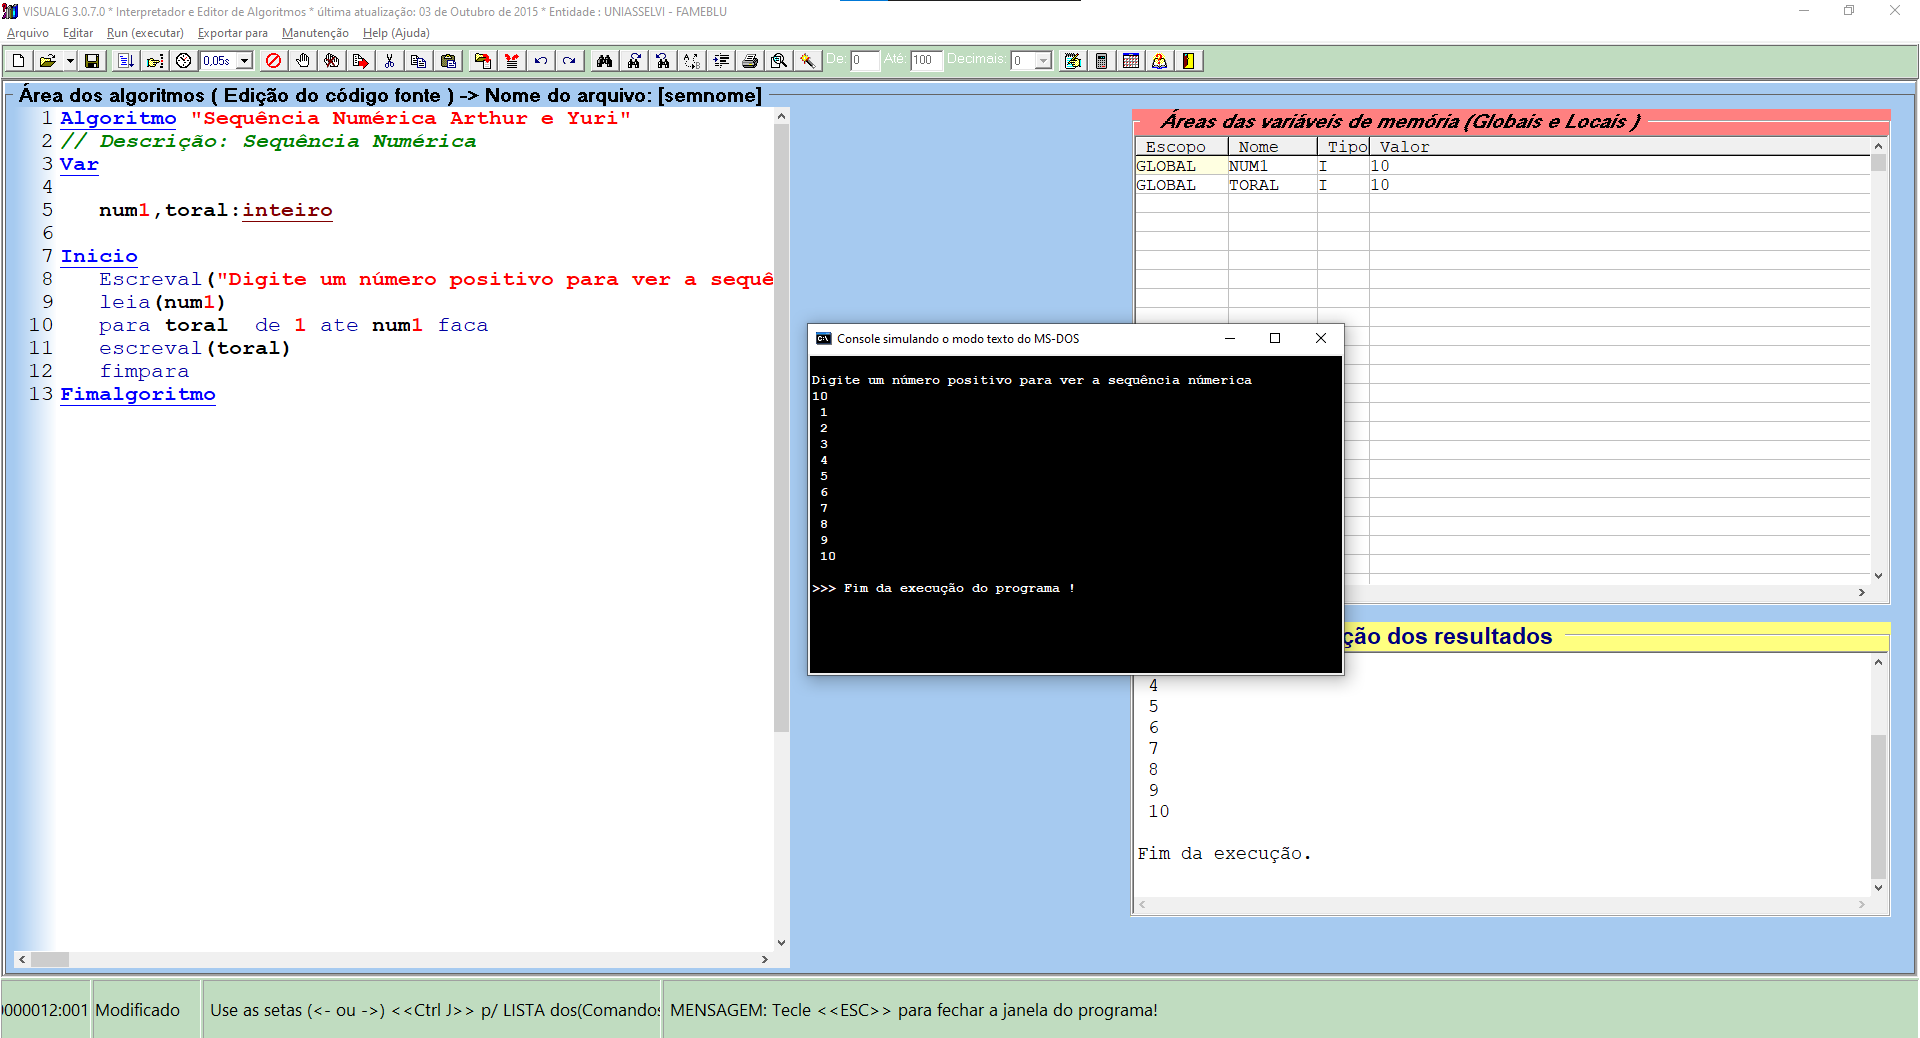 VISUALG 3.0.7.0 * Interpretador e Editor de Algoritmos * última atualização: 03 de Outubro de 2015 * Entidade : UNIASSELVI - FAMEBLU
Arquivo Editar Run (executar) Exportar para Manutenção Help (Ajuda)
0,05s De: 0 Até: 100 Decimais: 0
Área dos algoritmos ( Edição do código fonte ) -> Nome do arquivo: [semnome]
1 Algoritmo "Sequência Numérica Arthur e Yuri"
2 // Descrição: Sequência Numérica
3 Var
4
5 num1,toral:inteiro
6
7 Inicio
8 Escreval("Digite um número positivo para ver a sequê
9 leia(num1)
10 para toral de 1 ate num1 faca
11 escreval(toral)
12 fimpara
13 Fimalgoritmo
Áreas das variáveis de memória (Globais e Locais )
Escopo Nome Tipo Valor
GLOBAL NUM1 I 10
GLOBAL TORAL I 10
Console simulando o modo texto do MS-DOS
Digite um número positivo para ver a sequência númerica
10
1
2
3
4
5
6
7
8
9
10
>>> Fim da execução do programa !
ção dos resultados
4
5
6
7
8
9
10
Fim da execução.
0000012:001 Modificado Use as setas (<- ou ->) <<Ctrl J>> p/ LISTA dos(Comandos MENSAGEM: Tecle <<ESC>> para fechar a janela do programa!